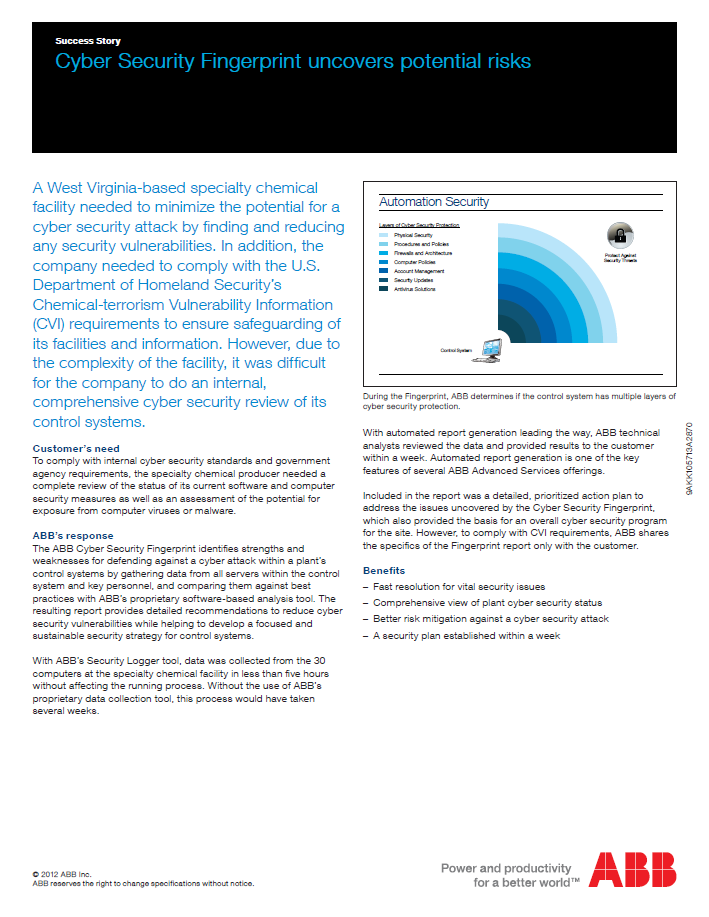 Success Story
Cyber Security Fingerprint uncovers potential risks
A West Virginia-based specialty chemical
facility needed to minimize the potential for a
cyber security attack by finding and reducing
any security vulnerabilities. In addition, the
company needed to comply with the U.S.
Department of Homeland Security's
Chemical-terrorism Vulnerability Information
(CVI) requirements to ensure safeguarding of
its facilities and information. However, due to
the complexity of the facility, it was difficult
for the company to do an internal,
comprehensive cyber security review of its
control systems.
Customer's need
To comply with internal cyber security standards and government
agency requirements, the specialty chemical producer needed a
complete review of the status of its current software and computer
security measures as well as an assessment of the potential for
exposure from computer viruses or malware.
ABB's response
The ABB Cyber Security Fingerprint identifies strengths and
weaknesses for defending against a cyber attack within a plant's
control systems by gathering data from all servers within the control
system and key personnel, and comparing them against best
practices with ABB's proprietary software-based analysis tool. The
resulting report provides detailed recommendations to reduce cyber
security vulnerabilities while helping to develop a focused and
sustainable security strategy for control systems.
With ABB's Security Logger tool, data was collected from the 30
computers at the specialty chemical facility in less than five hours
without affecting the running process. Without the use of ABB's
proprietary data collection tool, this process would have taken
several weeks.
Automation Security
Layers of Cyber Security Protection
Physical Security
Procedures and Policies
Firewalls and Architecture
Computer Policies
Account Management
Security Updates
Antivirus Solutions
Protect Against
Security Threats
Control System
During the Fingerprint, ABB determines if the control system has multiple layers of
cyber security protection.
With automated report generation leading the way, ABB technical
analysts reviewed the data and provided results to the customer
within a week. Automated report generation is one of the key
features of several ABB Advanced Services offerings.
Included in the report was a detailed, prioritized action plan to
address the issues uncovered by the Cyber Security Fingerprint,
which also provided the basis for an overall cyber security program
for the site. However, to comply with CVI requirements, ABB shares
the specifics of the Fingerprint report only with the customer.
Benefits
– Fast resolution for vital security issues
– Comprehensive view of plant cyber security status
– Better risk mitigation against a cyber security attack
– A security plan established within a week
9AKK105713A2870
© 2012 ABB Inc.
ABB reserves the right to change specifications without notice.
Power and productivity
for a better world™
ABB